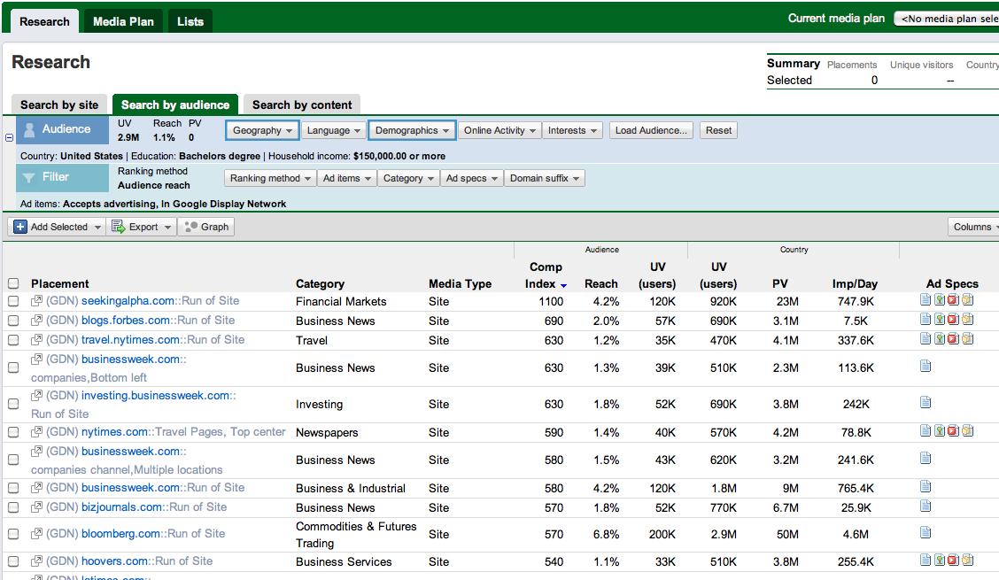 Research Media Plan Lists Current media plan <No media plan sele
Research
Summary Placements Unique visitors Country
Selected 0 --
Search by site Search by audience Search by content
Audience UV Reach PV Geography Language Demographics Online Activity Interests Load Audience... Reset
2.9M 1.1% 0
Country: United States | Education: Bachelors degree | Household income: $150,000.00 or more
Filter Ranking method Ranking method Ad items Category Ad specs Domain suffix
Audience reach
Ad items: Accepts advertising, In Google Display Network
Add Selected Export Graph Columns
Audience Country
Comp UV UV
Placement Category Media Type Index Reach (users) (users) PV Imp/Day Ad Specs
(GDN) seekingalpha.com::Run of Site Financial Markets Site 1100 4.2% 120K 920K 23M 747.9K
(GDN) blogs.forbes.com::Run of Site Business News Site 690 2.0% 57K 690K 3.1M 7.5K
(GDN) travel.nytimes.com::Run of Site Travel Site 630 1.2% 35K 470K 4.1M 337.6K
(GDN) businessweek.com::
companies,Bottom left Business News Site 630 1.3% 39K 510K 2.3M 113.6K
(GDN) investing.businessweek.com::
Run of Site Investing Site 630 1.8% 52K 690K 3.8M 242K
(GDN) nytimes.com::Travel Pages, Top center Newspapers Site 590 1.4% 40K 570K 4.2M 78.8K
(GDN) businessweek.com::
companies channel,Multiple locations Business News Site 580 1.5% 43K 620K 3.2M 241.6K
(GDN) businessweek.com::Run of Site Business & Industrial Site 580 4.2% 120K 1.8M 9M 765.4K
(GDN) bizjournals.com::Run of Site Business News Site 570 1.8% 52K 770K 6.7M 25.9K
(GDN) bloomberg.com::Run of Site Commodities & Futures
Trading Site 570 6.8% 200K 2.9M 50M 4.6M
(GDN) hoovers.com::Run of Site Business Services Site 540 1.1% 33K 510K 3.8M 255.4K